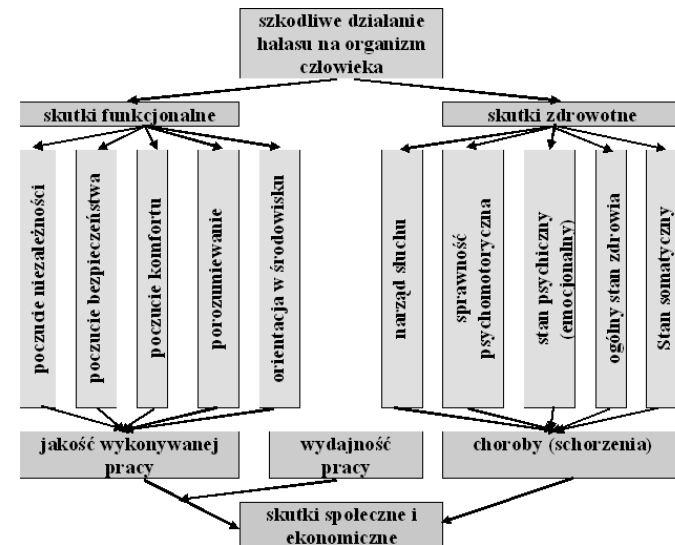 szkodliwe działanie
hałasu na organizm
człowieka
skutki funkcjonalne
skutki zdrowotne
poczucie niezależności
poczucie bezpieczeństwa
poczucie komfortu
porozumiewanie
orientacja w środowisku
narząd słuchu
sprawność
psychomotoryczna
stan psychiczny
(emocjonalny)
ogólny stan zdrowia
Stan somatyczny
jakość wykonywanej
pracy
wydajność
pracy
choroby (schorzenia)
skutki społeczne i
ekonomiczne